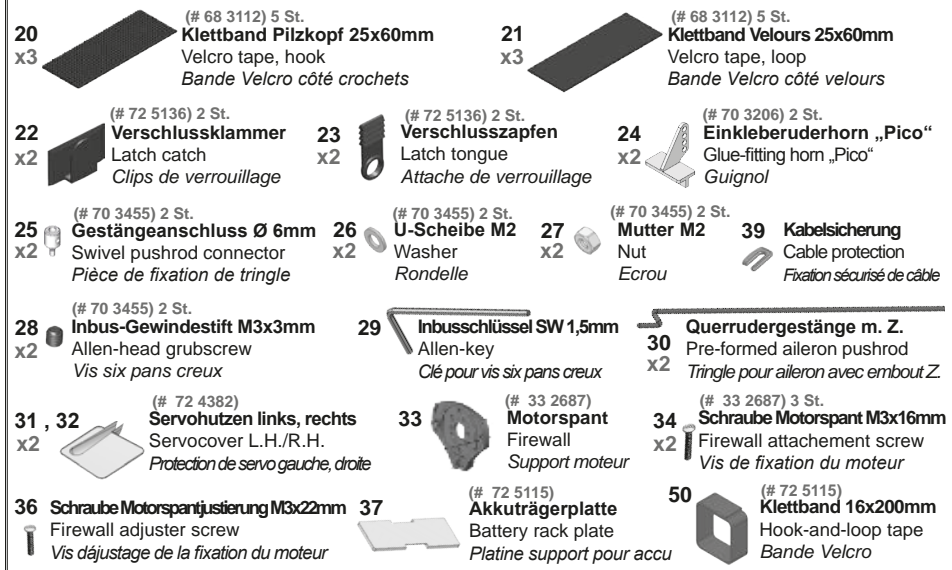 20
x3
(# 68 3112) 5 St.
Klettband Pilzkopf 25x60mm
Velcro tape, hook
Bande Velcro côté crochets
21
x3
(# 68 3112) 5 St.
Klettband Velours 25x60mm
Velcro tape, loop
Bande Velcro côté velours
22
x2
(# 72 5136) 2 St.
Verschlussklammer
Latch catch
Clips de verrouillage
23
x2
(# 72 5136) 2 St.
Verschlusszapfen
Latch tongue
Attache de verrouillage
24
x2
(# 70 3206) 2 St.
Einkleberuderhorn „Pico“
Glue-fitting horn „Pico“
Guignol
25
x2
(# 70 3455) 2 St.
Gestängeanschluss Ø 6mm
Swivel pushrod connector
Pièce de fixation de tringle
26
x2
(# 70 3455) 2 St.
U-Scheibe M2
Washer
Rondelle
27
x2
(# 70 3455) 2 St.
Mutter M2
Nut
Ecrou
39
Kabelsicherung
Cable protection
Fixation sécurisé de câble
28
x2
(# 70 3455) 2 St.
Inbus-Gewindestift M3x3mm
Allen-head grubscrew
Vis six pans creux
29
Inbusschlüssel SW 1,5mm
Allen-key
Clé pour vis six pans creux
30
x2
Querrudergestänge m. Z.
Pre-formed aileron pushrod
Tringle pour aileron avec embout Z.
31 , 32
x2
(# 72 4382)
Servohutzen links, rechts
Servocover L.H./R.H.
Protection de servo gauche, droite
33
(# 33 2687)
Motorspant
Firewall
Support moteur
34
x2
(# 33 2687) 3 St.
Schraube Motorspant M3x16mm
Firewall attachement screw
Vis de fixation du moteur
36
Schraube Motorspantjustierung M3x22mm
Firewall adjuster screw
Vis dájustage de la fixation du moteur
37
(# 72 5115)
Akkuträgerplatte
Battery rack plate
Platine support pour accu
50
(# 72 5115)
Klettband 16x200mm
Hook-and-loop tape
Bande Velcro